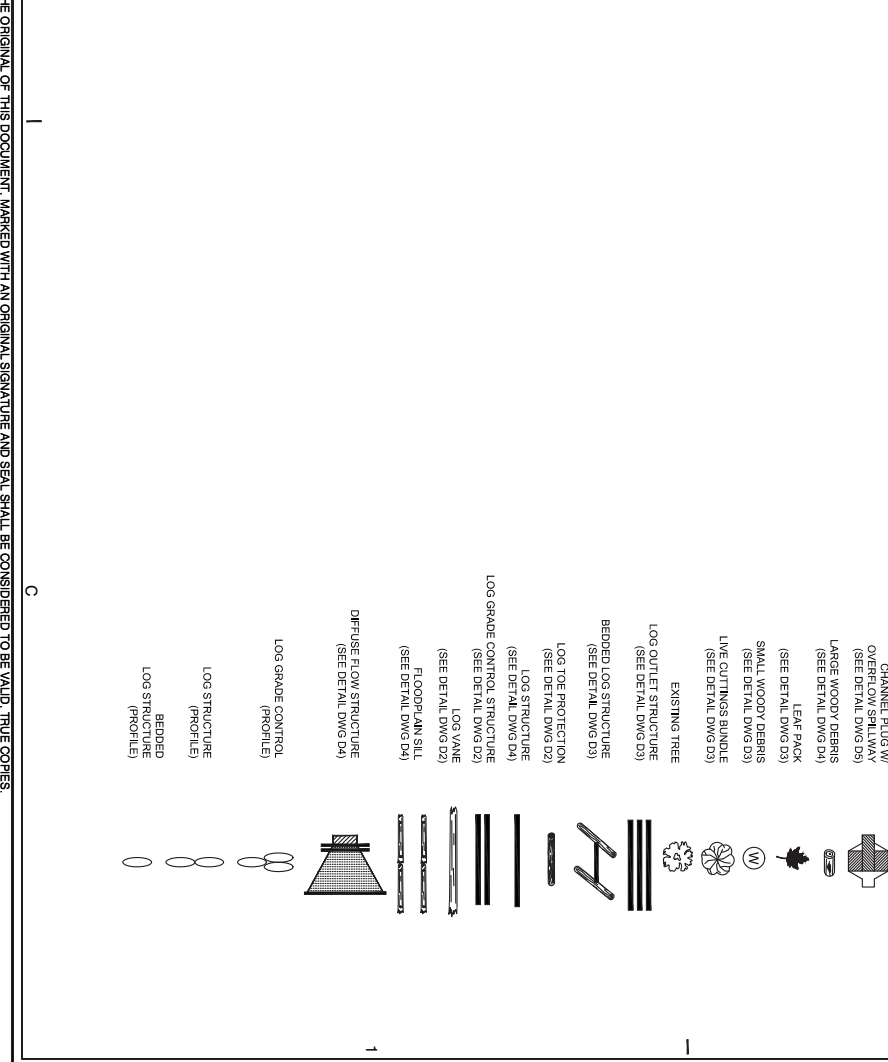 CHANNEL PLUG W/
OVERFLOW SPILLWAY
(SEE DETAIL DWG D5)
LARGE WOODY DEBRIS
(SEE DETAIL DWG D4)
LEAF PACK
(SEE DETAIL DWG D3)
SMALL WOODY DEBRIS
(SEE DETAIL DWG D3)
W
LIVE CUTTINGS BUNDLE
(SEE DETAIL DWG D3)
EXISTING TREE
LOG OUTLET STRUCTURE
(SEE DETAIL DWG D3)
BEDDED LOG STRUCTURE
(SEE DETAIL DWG D3)
LOG TOE PROTECTION
(SEE DETAIL DWG D2)
LOG STRUCTURE
(SEE DETAIL DWG D4)
LOG GRADE CONTROL STRUCTURE
(SEE DETAIL DWG D2)
LOG VANE
(SEE DETAIL DWG D2)
FLOODPLAIN SILL
(SEE DETAIL DWG D4)
DIFFUSE FLOW STRUCTURE
(SEE DETAIL DWG D4)
LOG GRADE CONTROL
(PROFILE)
LOG STRUCTURE
(PROFILE)
BEDDED
LOG STRUCTURE
(PROFILE)
1
C
HE ORIGINAL OF THIS DOCUMENT, MARKED WITH AN ORIGINAL SIGNATURE AND SEAL SHALL BE CONSIDERED TO BE VALID, TRUE COPIES.